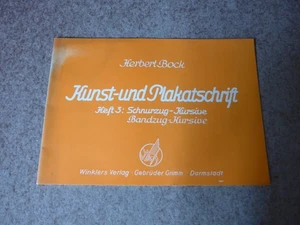 Herbert Bock
Kunst- und Plakatschrift
Heft 3: Schnurzug-Kursive
Bandzug-Kursive
Winklers Verlag · Gebrüder Grimm · Darmstadt